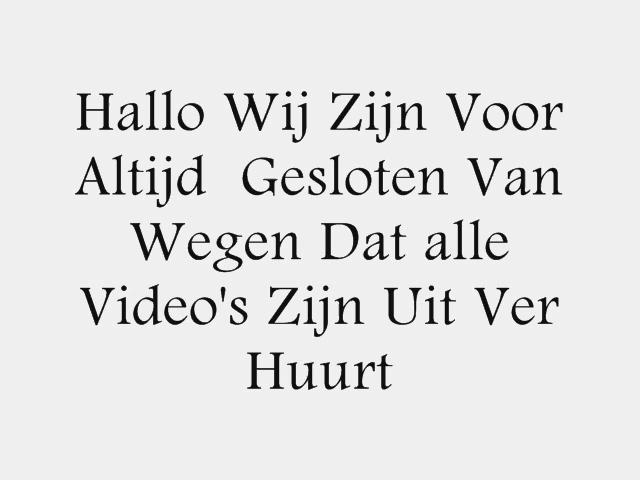 Hallo Wij Zijn Voor
Altijd  Gesloten Van
Wegen Dat alle
Video's Zijn Uit Ver
Huurt